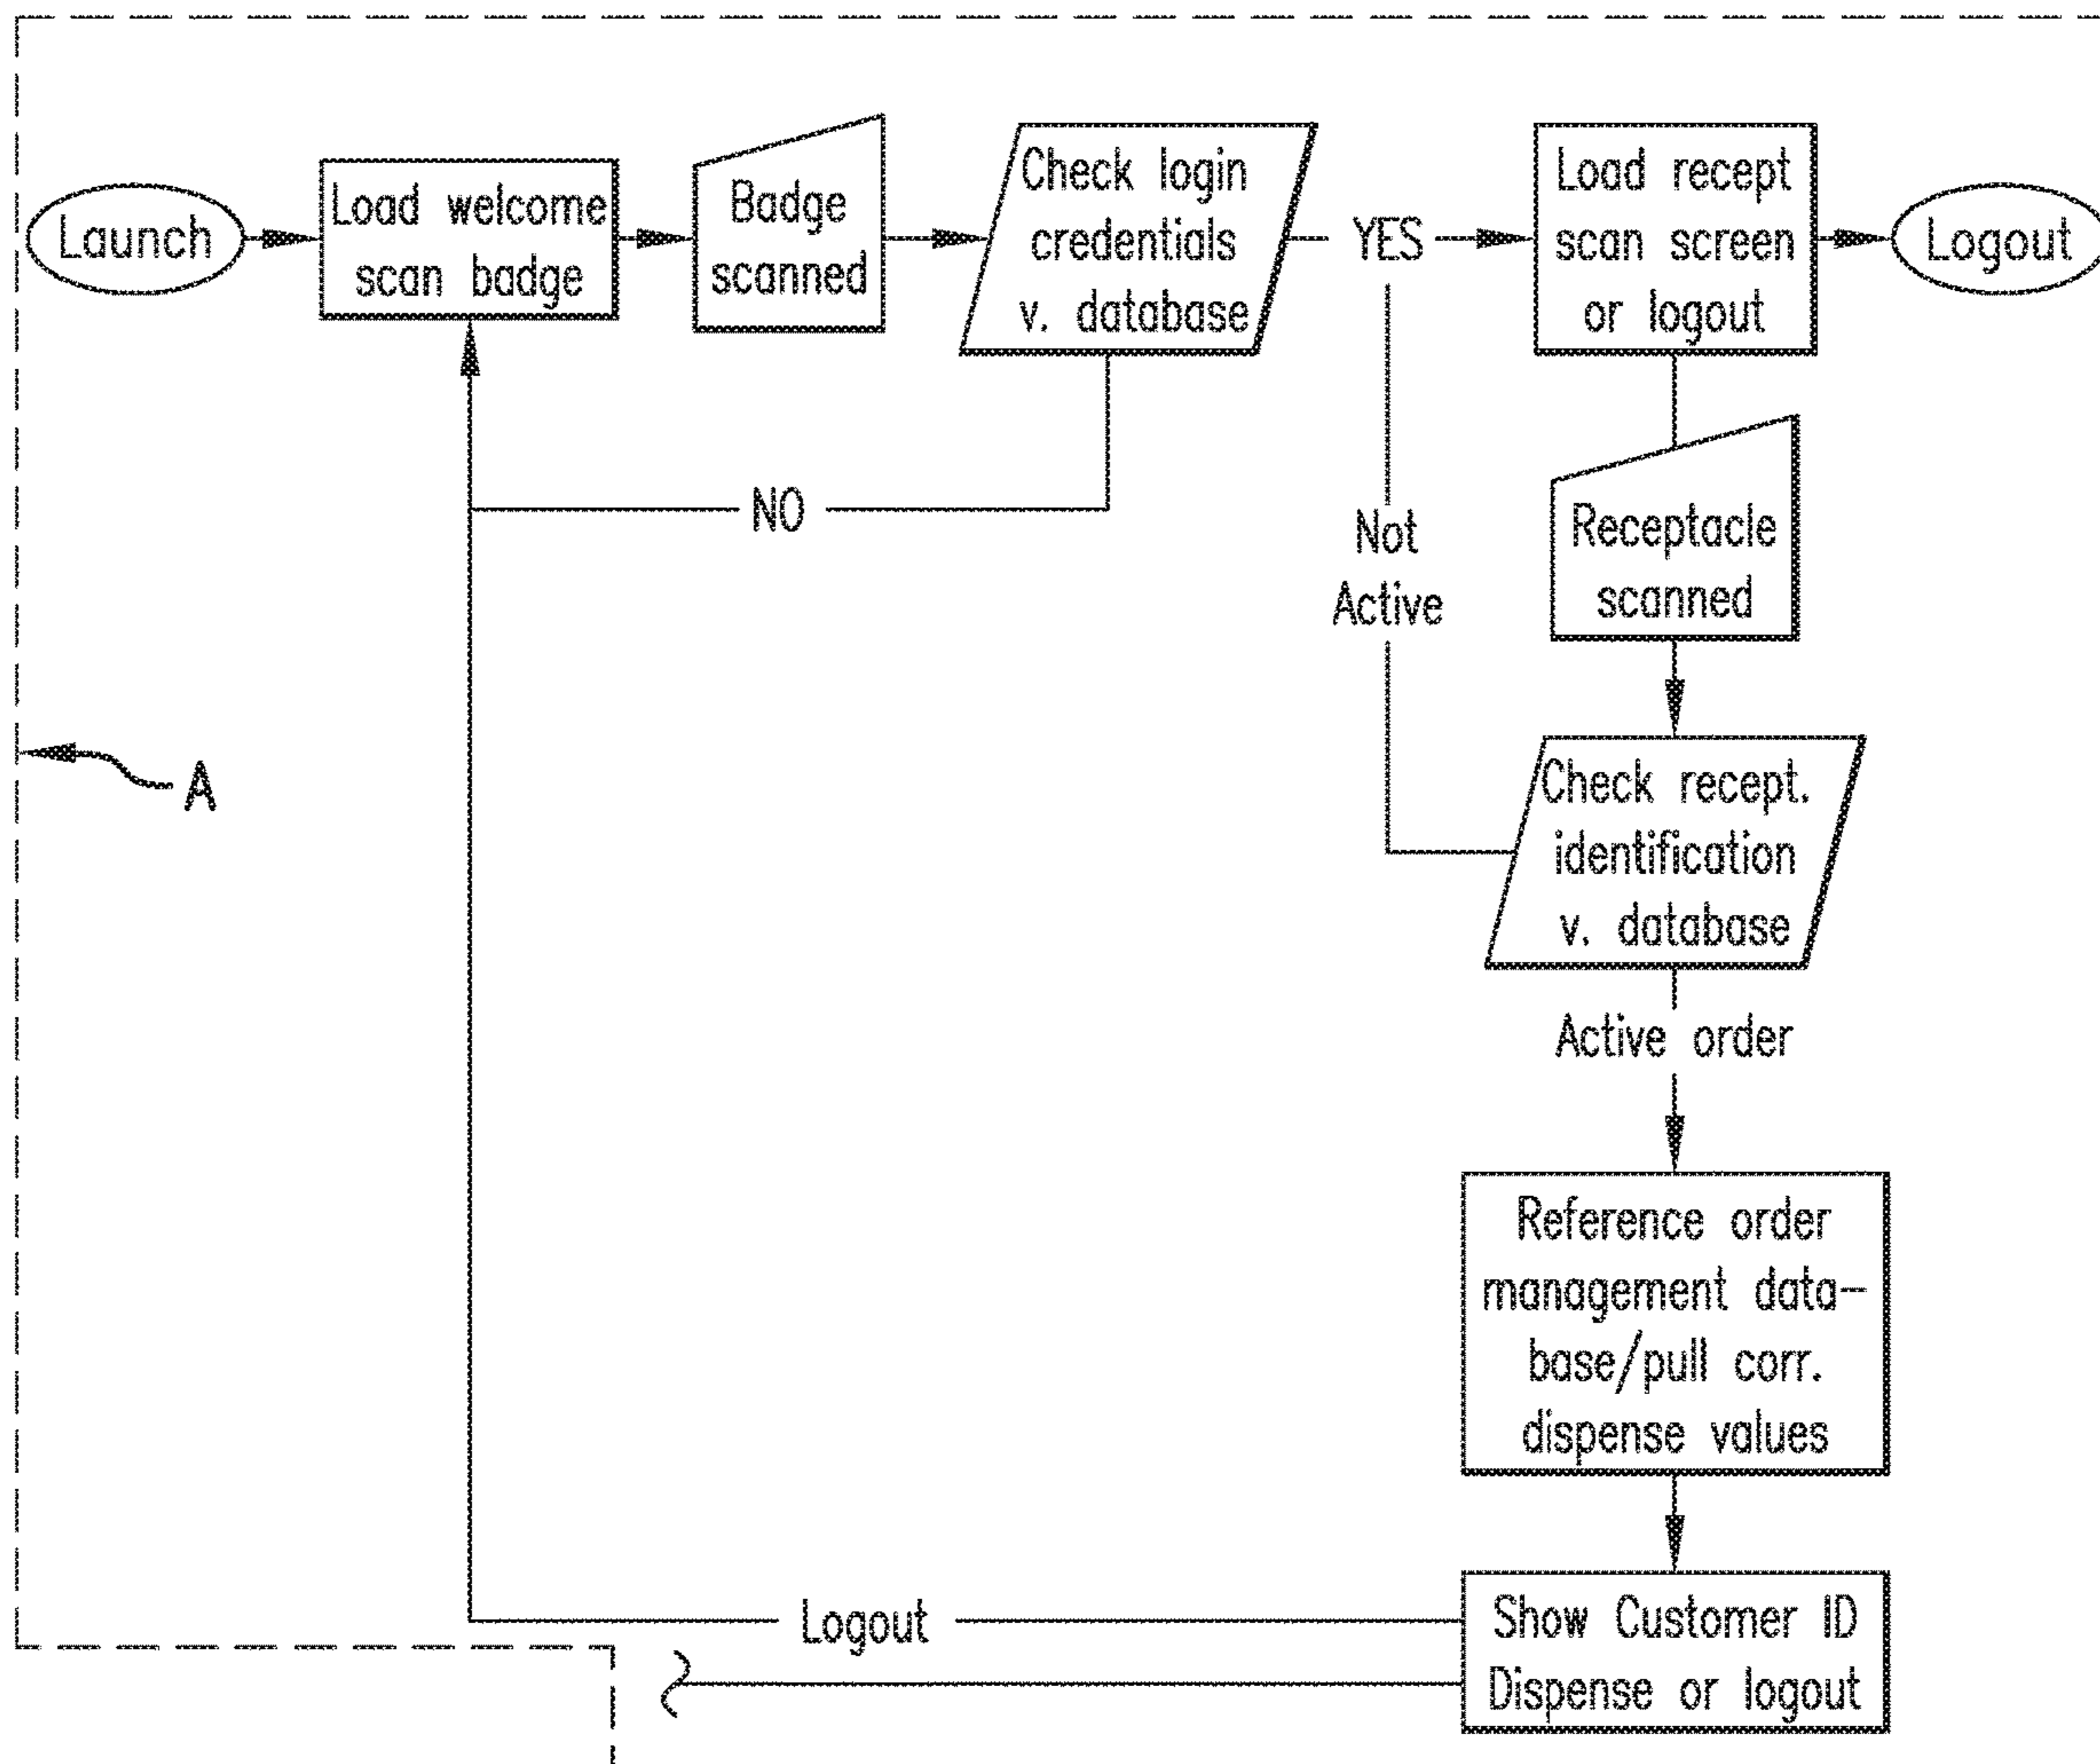 Launch
Load welcome
scan badge
Badge
scanned
Check login
credentials
v. database
YES
Load recept
scan screen
or logout
Logout
NO
Not
Active
Receptacle
scanned
A
Check recept.
identification
v. database
Active order
Reference order
management data-
base/pull corr.
dispense values
Logout
Show Customer ID
Dispense or logout